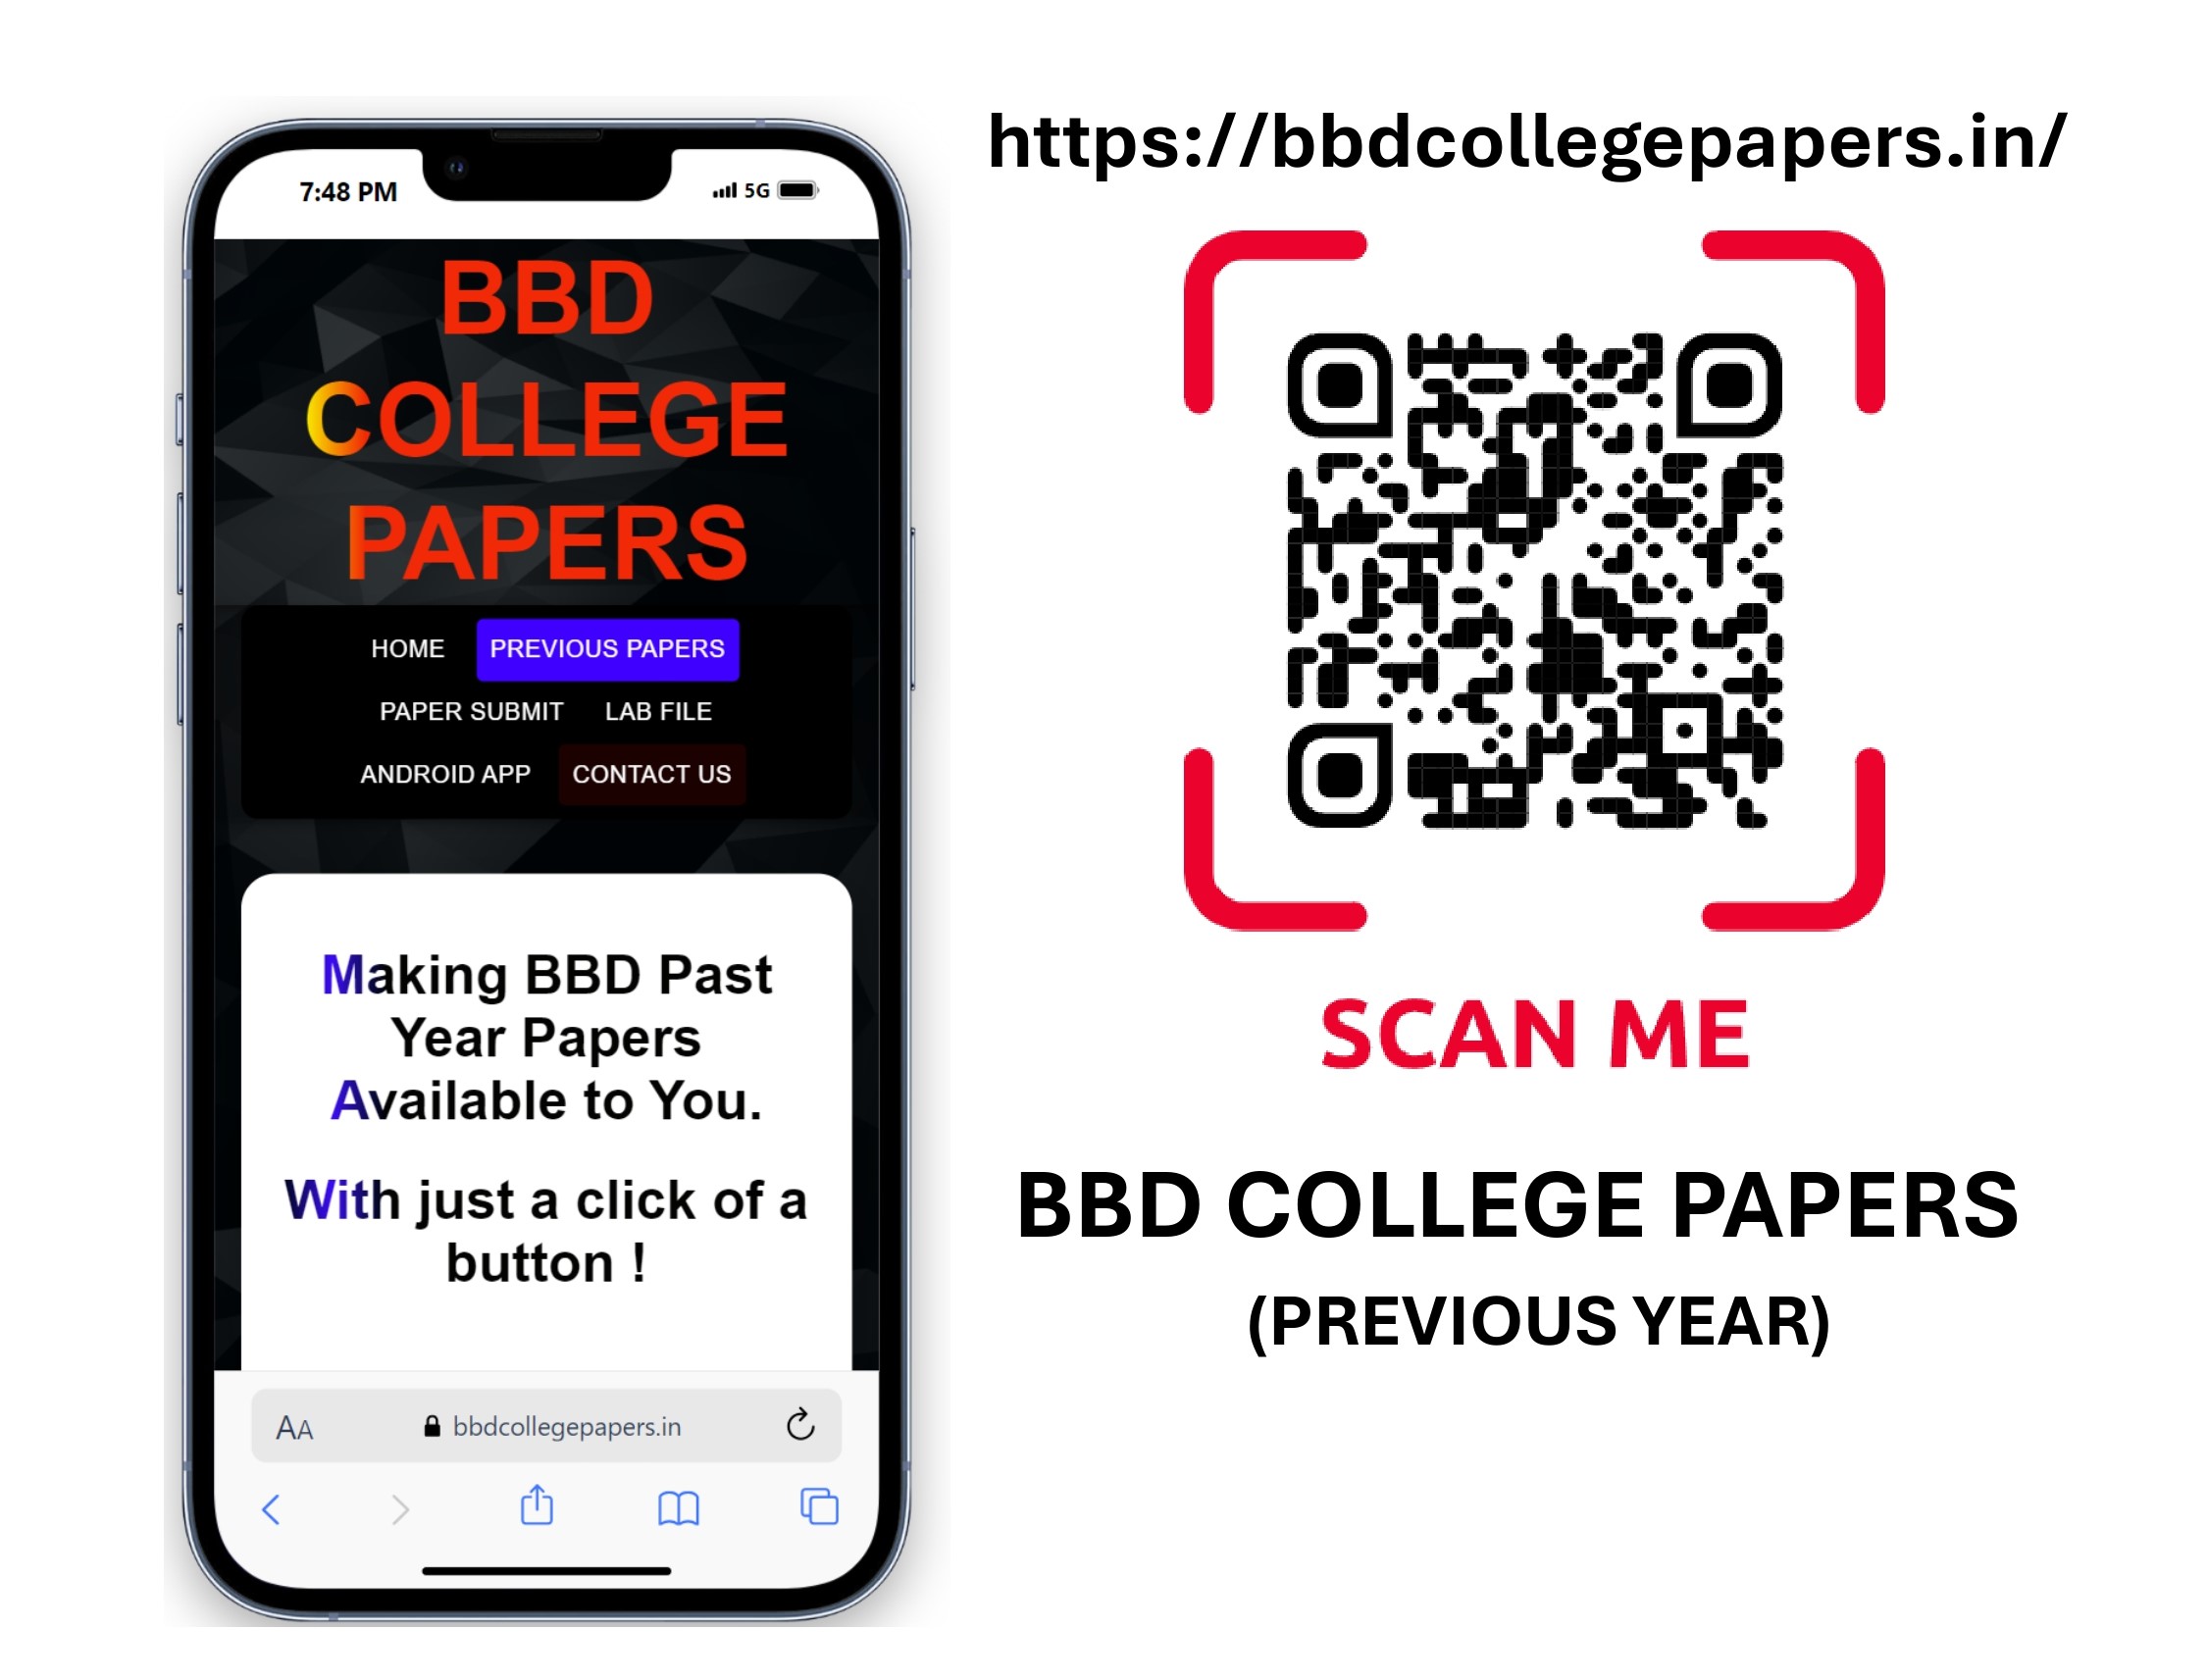 7:48 PM
5G
BBD
COLLEGE
PAPERS
HOME PREVIOUS PAPERS
PAPER SUBMIT LAB FILE
ANDROID APP CONTACT US
Making BBD Past
Year Papers
Available to You.
With just a click of a
button !
AA bbdcollegepapers.in
https://bbdcollegepapers.in/
SCAN ME
BBD COLLEGE PAPERS
(PREVIOUS YEAR)